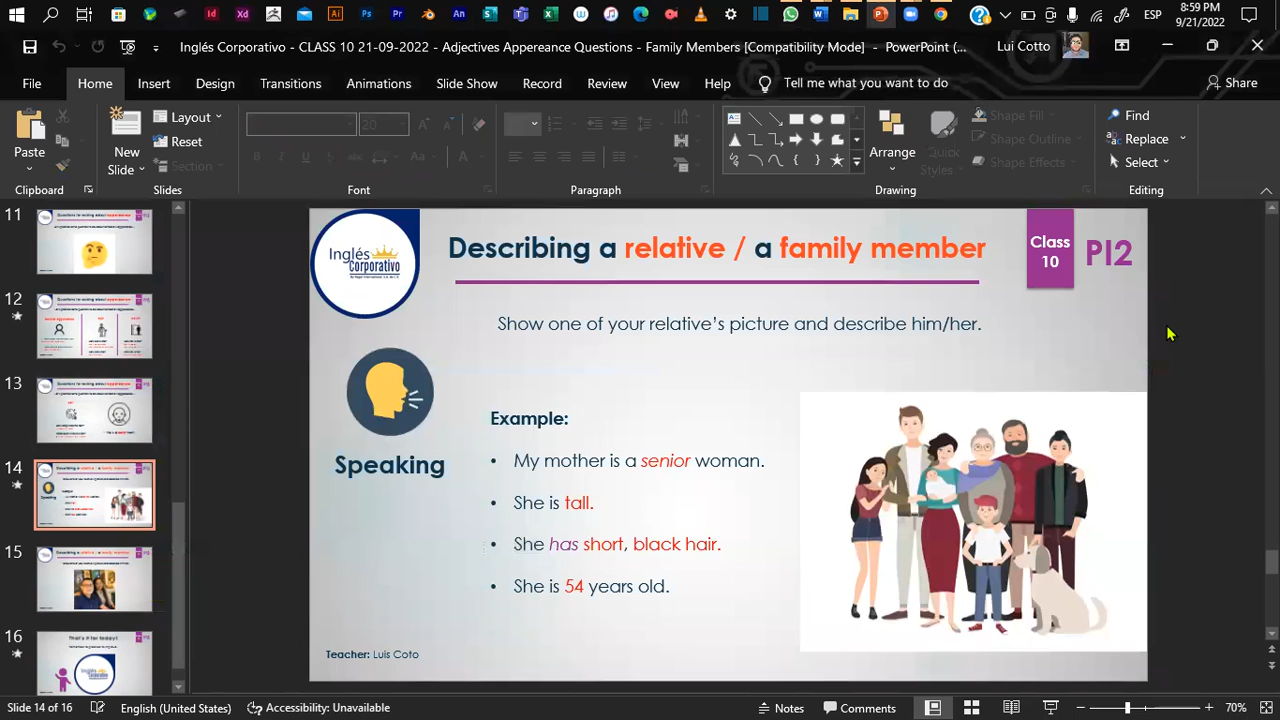 8:59 PM
ESP
9/21/2022
Inglés Corporativo – CLASS 10 27-09-2022 - Adjectives Appereance Questions - Family Members [Compatibility Mode] - PowerPoint (...
Lui Cotto
File Home Insert Design Transitions Animations Slide Show Record Review View Help Tell me what you want to do Share
Paste
New Slide
Layout
Reset
Section
20
Arrange
Quick Styles
Shape Fill
Shape Outline
Shape Effects
Find
Replace
Select
Clipboard Slides Font Paragraph Drawing Editing
11
12
13
14
15
16
That's it for today!
Inglés Corporativo
Describing a relative / a family member
Class 10
PI2
Show one of your relative's picture and describe him/her.
Speaking
Example:
• My mother is a senior woman.
• She is tall.
• She has short, black hair.
• She is 54 years old.
Teacher: Luis Coto
Slide 14 of 16
English (United States)
Accessibility: Unavailable
Notes
Comments
70%